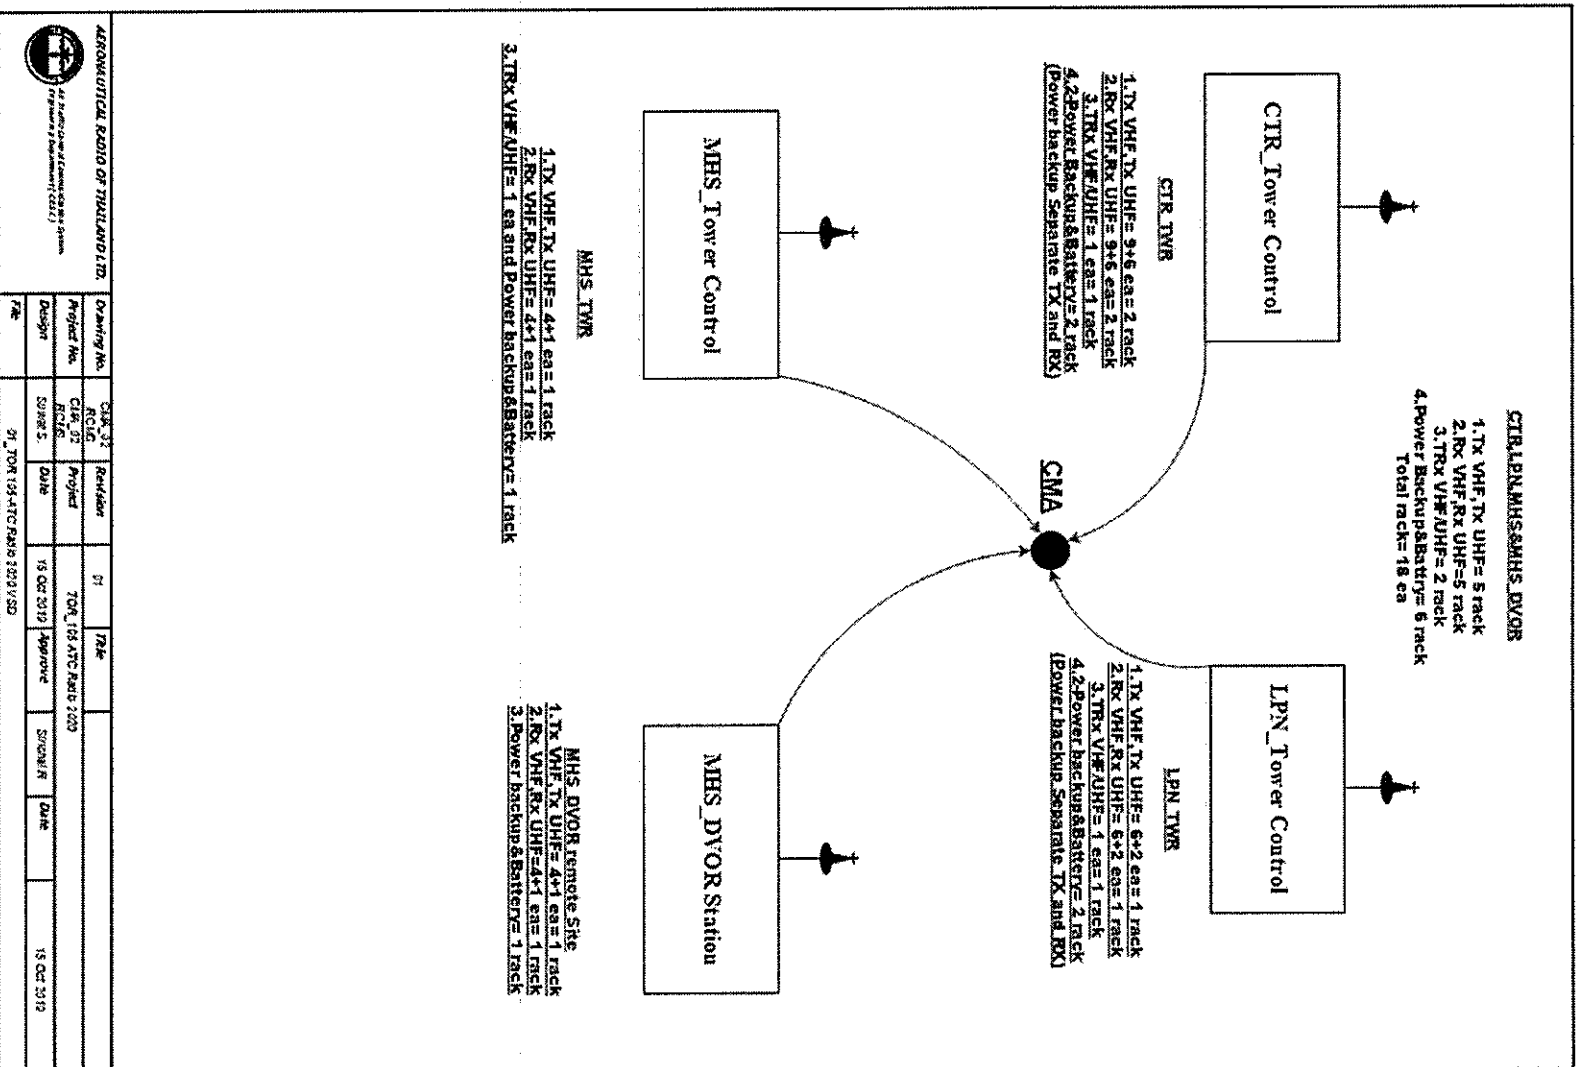 CTR,LPN,MHS&MHS_DVOR
1.Tx VHF,Tx UHF= 5 rack
2.Rx VHF,Rx UHF=5 rack
3.TRx VHF/UHF= 2 rack
4.Power Backup&Battry= 6 rack
Total rack= 18 ea
CTR_Tower Control
CTR_TWR
1.Tx VHF,Tx UHF= 9+6 ea= 2 rack
2.Rx VHF,Rx UHF= 9+6 ea= 2 rack
3.TRx VHF/UHF= 1 ea= 1 rack
4.2-Power Backup&Battery= 2 rack
(Power backup Separate TX and RX)
LPN_Tower Control
LPN_TWR
1.Tx VHF,Tx UHF= 6+2 ea= 1 rack
2.Rx VHF,Rx UHF= 6+2 ea= 1 rack
3.TRx VHF/UHF= 1 ea= 1 rack
4.2-Power backup&Battery= 2 rack
(Power backup Separate TX and RX)
CMA
MHS_Tower Control
MHS_TWR
1.Tx VHF,Tx UHF= 4+1 ea= 1 rack
2.Rx VHF,Rx UHF= 4+1 ea= 1 rack
3.TRx VHF/UHF= 1 ea and Power backup&Battery= 1 rack
MHS_DVOR Station
MHS_DVOR remote Site
1.Tx VHF,Tx UHF= 4+1 ea= 1 rack
2.Rx VHF,Rx UHF=4+1 ea= 1 rack
3.Power backup&Battery= 1 rack
AERONAUTICAL RADIO OF THAILAND LTD.
Drawing No.
Revision
01
Title
Project No.
Project
TOR_105 ATC Radio 2020
Design
Date
15 Oct 2019
Approve
Date
15 Oct 2019
File
01_TOR 105-ATC Radio 2020.VSD